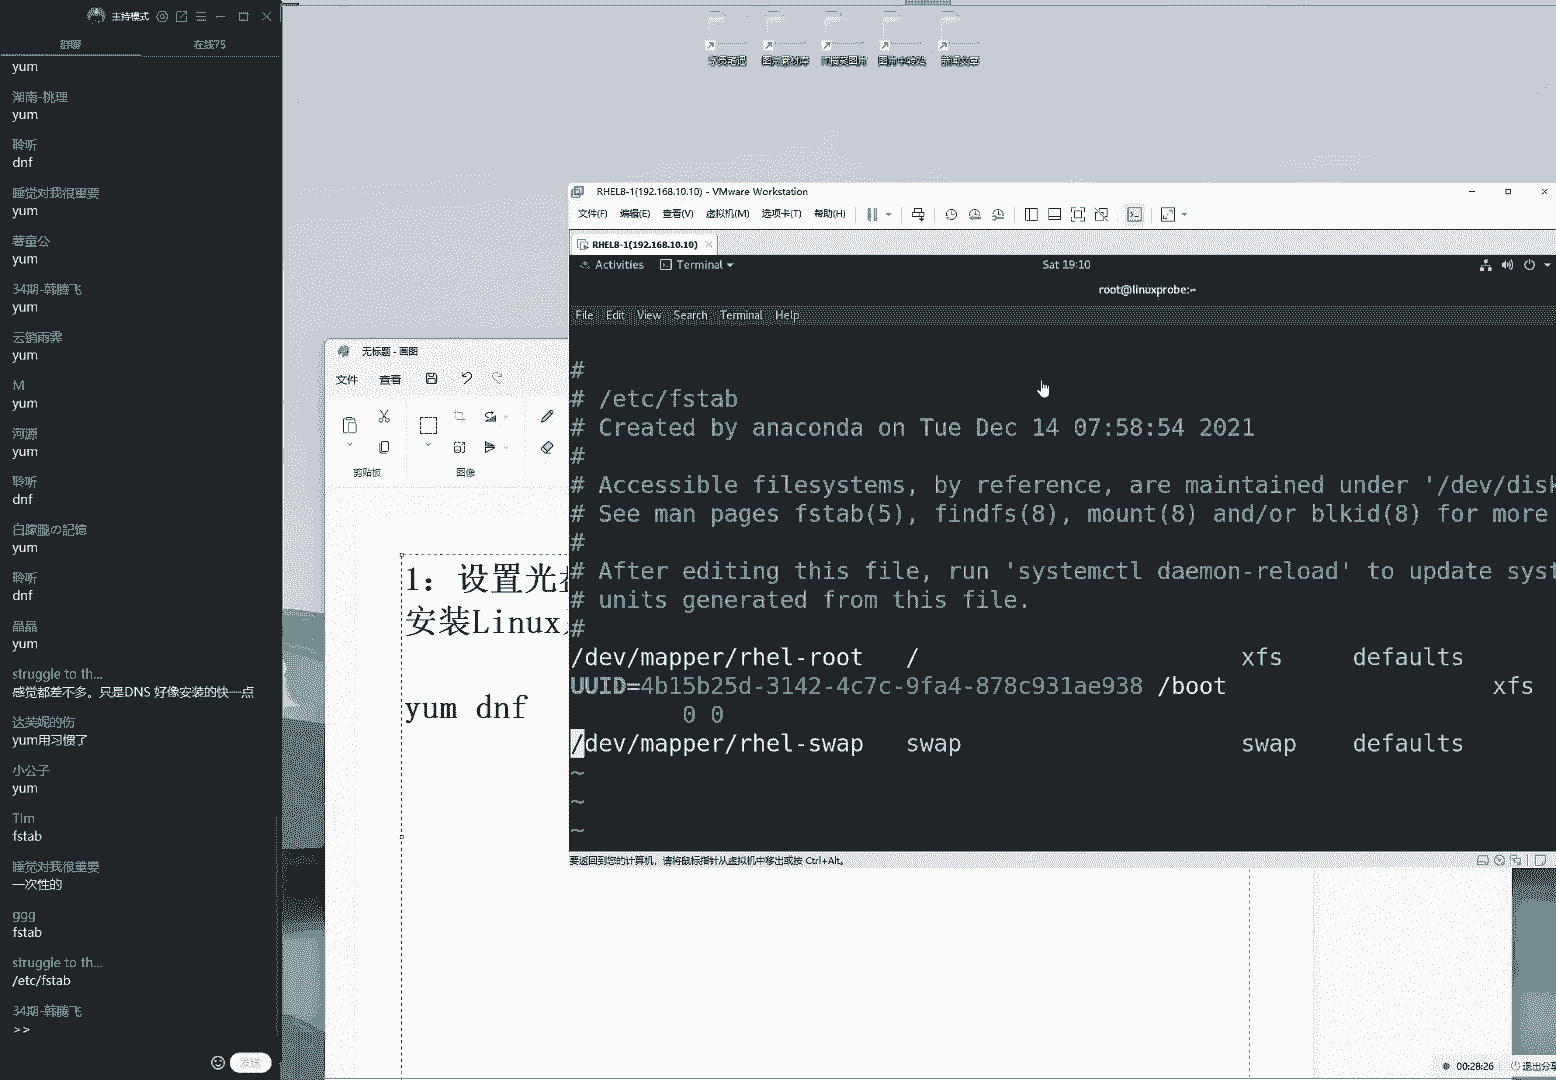 主持模式
群聊
在线75
yum
湖南-桃理
yum
聆听
dnf
睡觉对我很重要
yum
薯童公
yum
34期-韩腾飞
yum
云销雨霁
yum
M
yum
河源
yum
聆听
dnf
白朦朧の記憶
yum
聆听
dnf
晶晶
yum
struggle to th...
感觉都差不多。只是DNS 好像安装的快一点
这芙妮的伤
yum用习惯了
小公子
yum
Tim
fstab
睡觉对我很重要
一次性的
ggg
fstab
struggle to th...
/etc/fstab
34期-韩腾飞
>>
发送
无标题 - 画图
文件
查看
剪贴板
图像
1：设置光
安装Linux
yum dnf
RHEL8-1(192.168.10.10) - VMware Workstation
文件(F) 编辑(E) 查看(V) 虚拟机(M) 选项卡(T) 帮助(H)
RHEL8-1(192.168.10.10)
Activities Terminal Sat 19:10
root@linuxprobe:~
File Edit View Search Terminal Help
#
# /etc/fstab
# Created by anaconda on Tue Dec 14 07:58:54 2021
#
# Accessible filesystems, by reference, are maintained under '/dev/disk
# See man pages fstab(5), findfs(8), mount(8) and/or blkid(8) for more
#
# After editing this file, run 'systemctl daemon-reload' to update syst
# units generated from this file.
#
/dev/mapper/rhel-root / xfs defaults
UUID=4b15b25d-3142-4c7c-9fa4-878c931ae938 /boot xfs
0 0
/dev/mapper/rhel-swap swap swap defaults
~
~
~
要返回到您的计算机，请将鼠标指针从虚拟机中移出或按 Ctrl+Alt。
00:28:26 退出分享